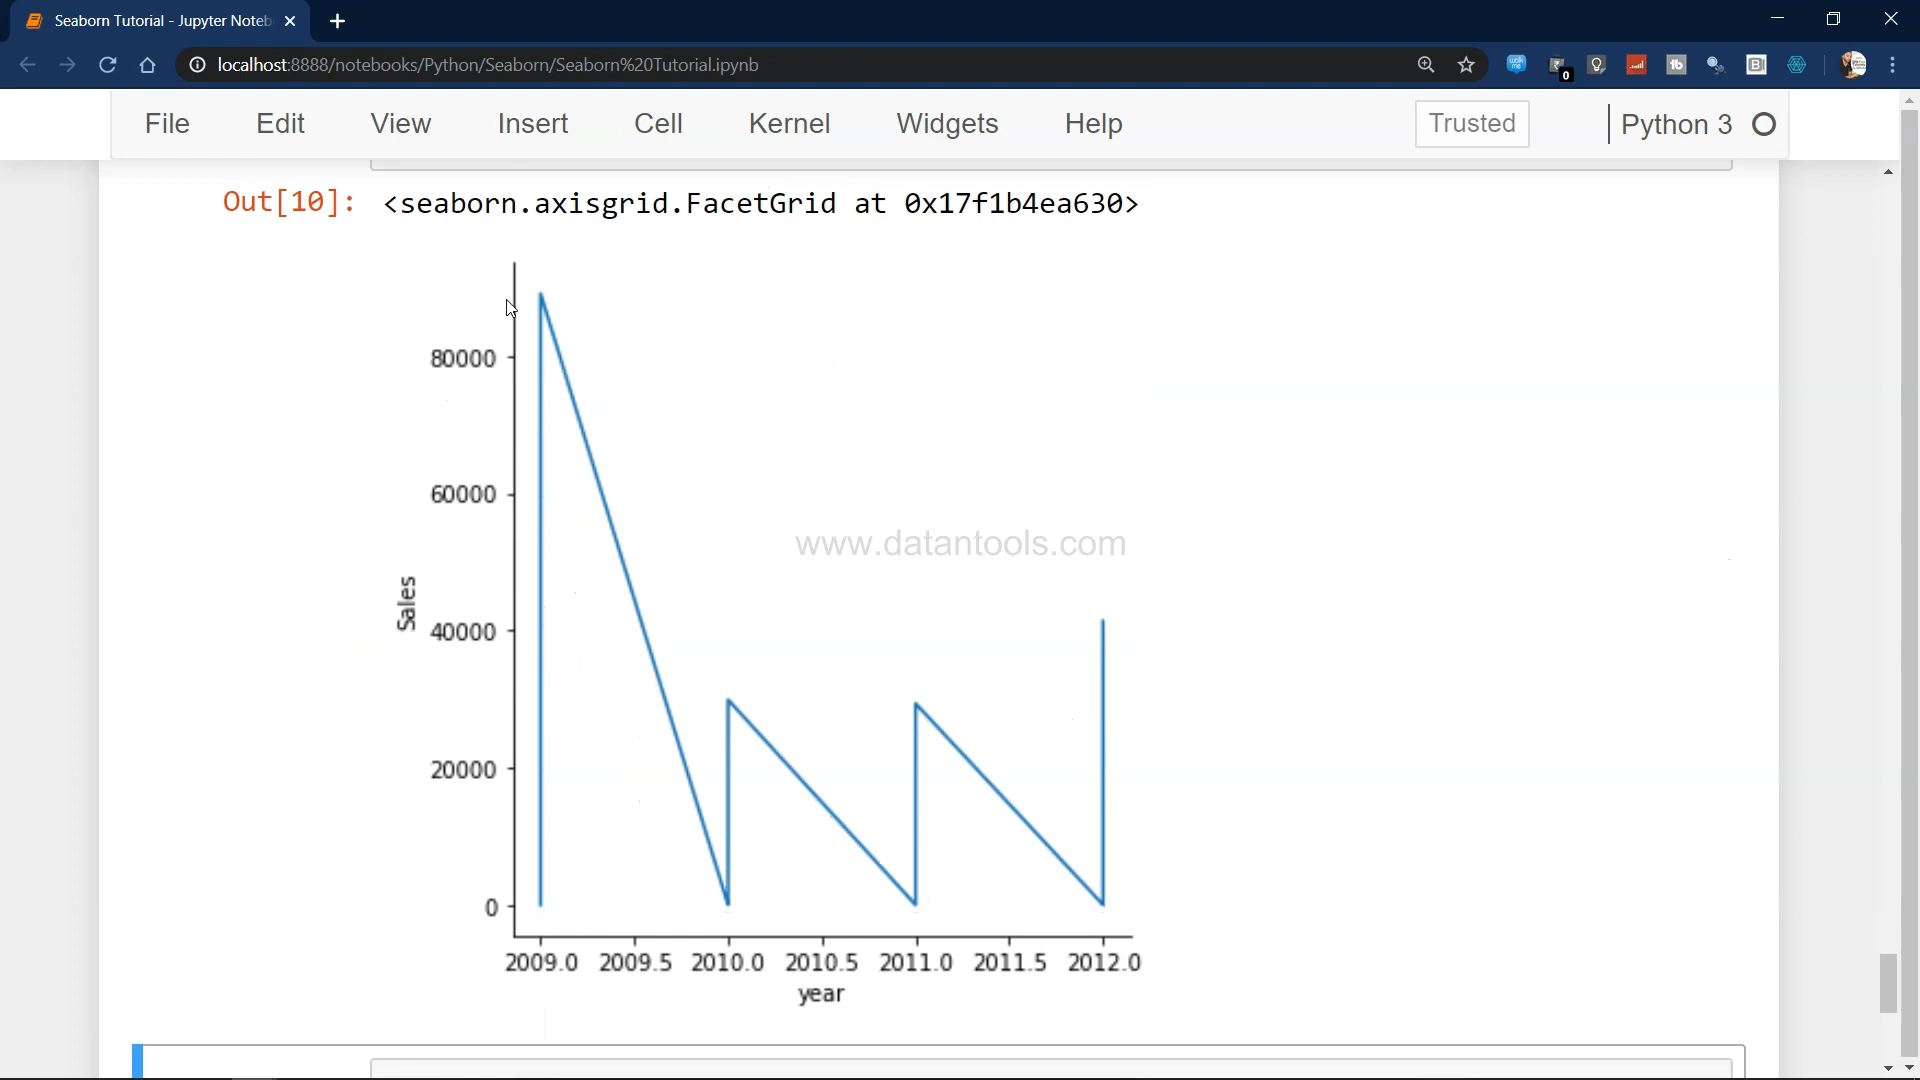 Seaborn Tutorial - Jupyter Noteb
localhost:8888/notebooks/Python/Seaborn/Seaborn%20Tutorial.ipynb
0
File Edit View Insert Cell Kernel Widgets Help Trusted Python 3
Out[10]: <seaborn.axisgrid.FacetGrid at 0x17f1b4ea630>
80000
60000
www.datantools.com
Sales
40000
20000
0
2009.0 2009.5 2010.0 2010.5 2011.0 2011.5 2012.0
year